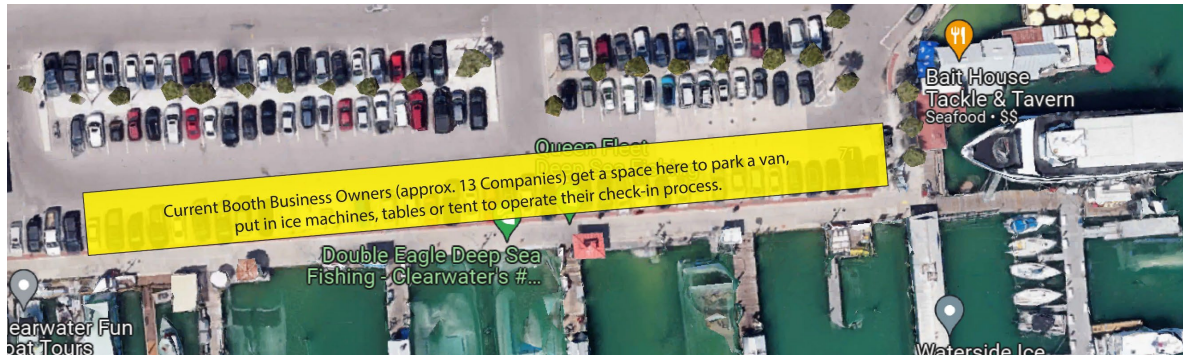 Bait House
Tackle & Tavern
Seafood • $$
Queen Fleet
Current Booth Business Owners (approx. 13 Companies) get a space here to park a van,
put in ice machines, tables or tent to operate their check-in process.
Double Eagle Deep Sea
Fishing - Clearwater's #...
earwater Fun
oat Tours
Waterside Ice